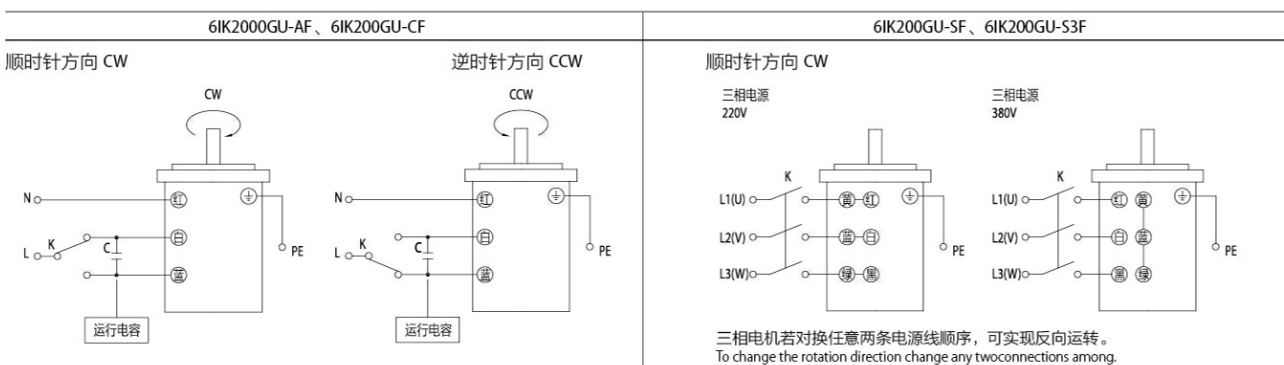 6IK2000GU-AF、6IK200GU-CF
6IK200GU-SF、6IK200GU-S3F
顺时针方向 CW
逆时针方向 CCW
顺时针方向 CW
CW
CCW
三相电源
220V
三相电源
380V
N
红
白
蓝
L
K
C
PE
运行电容
N
红
白
蓝
L
K
C
PE
运行电容
K
L1(U)
黄 红
L2(V)
蓝 白
L3(W)
绿 黑
PE
K
L1(U)
红 黄
L2(V)
白 蓝
L3(W)
黑 绿
PE
三相电机若对换任意两条电源线顺序，可实现反向运转。
To change the rotation direction change any twoconnections among.